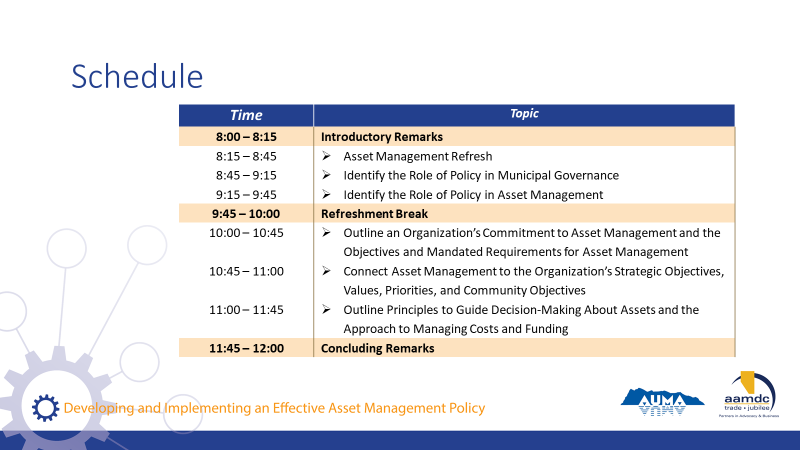 Schedule
Time Topic
8:00 – 8:15 Introductory Remarks
8:15 – 8:45 ➢ Asset Management Refresh
8:45 – 9:15 ➢ Identify the Role of Policy in Municipal Governance
9:15 – 9:45 ➢ Identify the Role of Policy in Asset Management
9:45 – 10:00 Refreshment Break
10:00 – 10:45 ➢ Outline an Organization’s Commitment to Asset Management and the
Objectives and Mandated Requirements for Asset Management
10:45 – 11:00 ➢ Connect Asset Management to the Organization’s Strategic Objectives,
Values, Priorities, and Community Objectives
11:00 – 11:45 ➢ Outline Principles to Guide Decision-Making About Assets and the
Approach to Managing Costs and Funding
11:45 – 12:00 Concluding Remarks
Developing and Implementing an Effective Asset Management Policy
AUMA
aamdc
trade • jubilee
Partners in Advocacy & Business